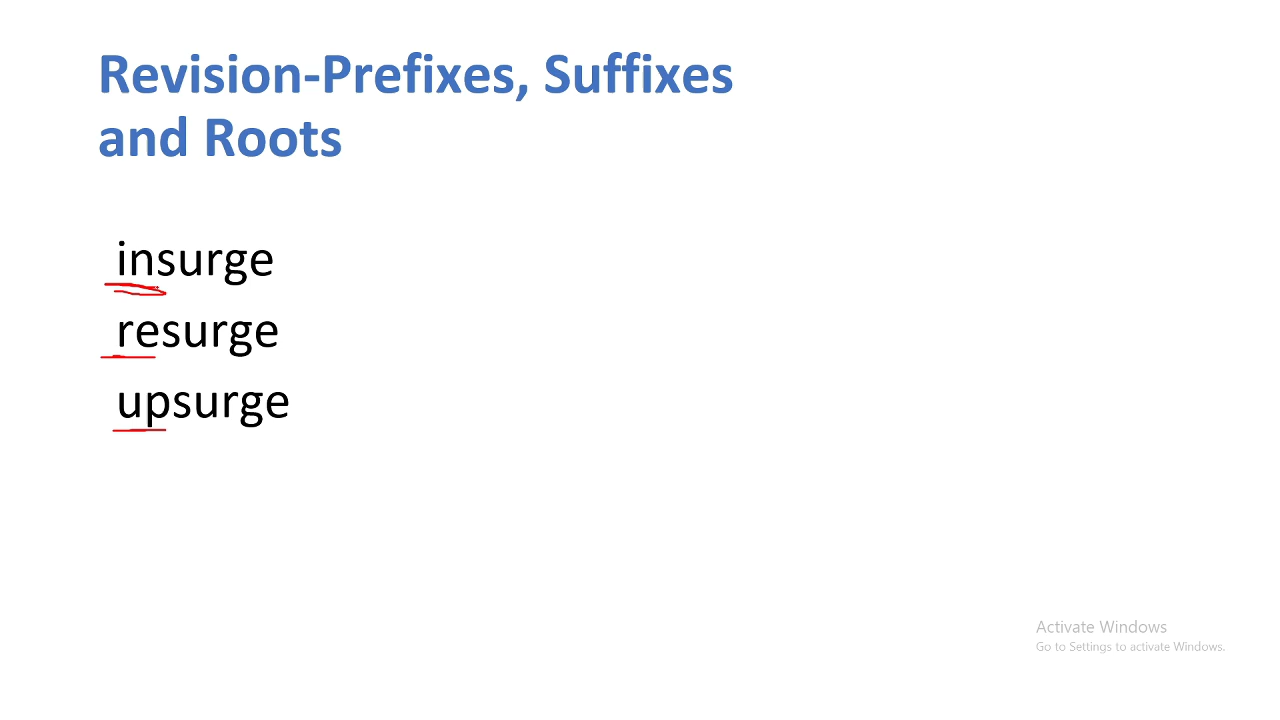 Revision-Prefixes, Suffixes
and Roots
insurge
resurge
upsurge
Activate Windows
Go to Settings to activate Windows.